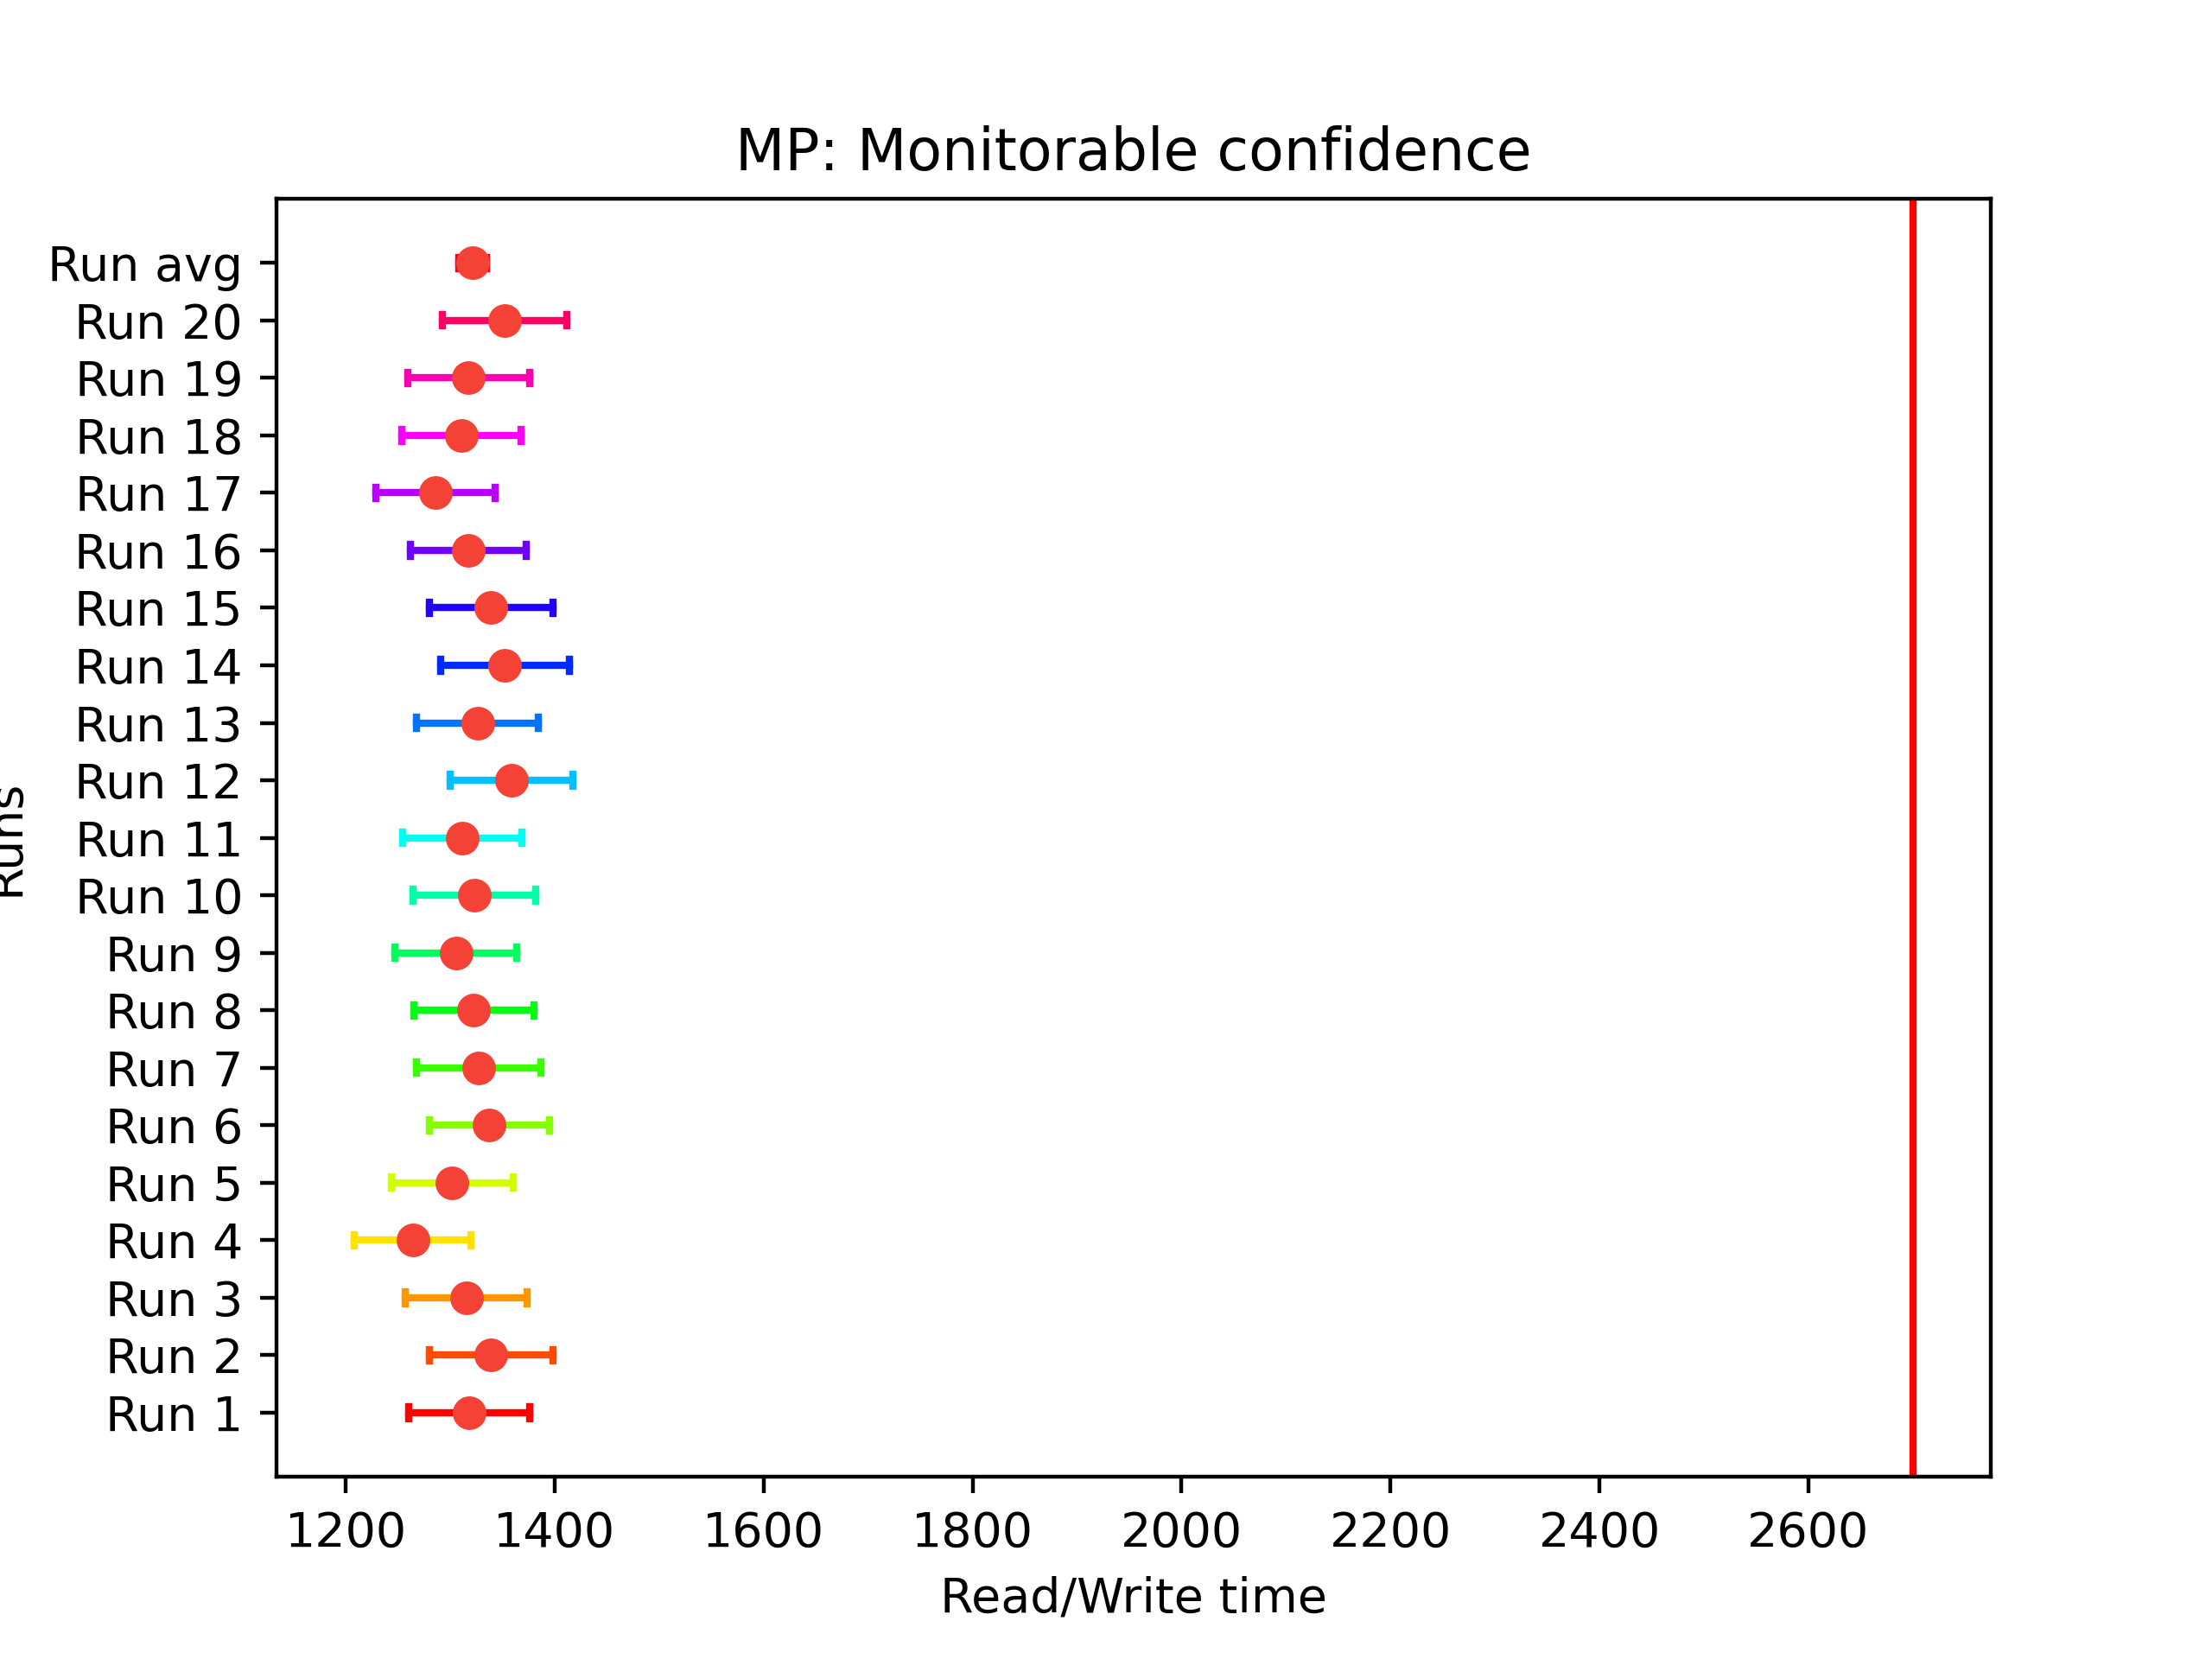 MP: Monitorable confidence
Run avg
Run 20
Run 19
Run 18
Run 17
Run 16
Run 15
Run 14
Run 13
Run 12
Run 11
Run 10
Run 9
Run 8
Run 7
Run 6
Run 5
Run 4
Run 3
Run 2
Run 1
Runs
1200 1400 1600 1800 2000 2200 2400 2600
Read/Write time